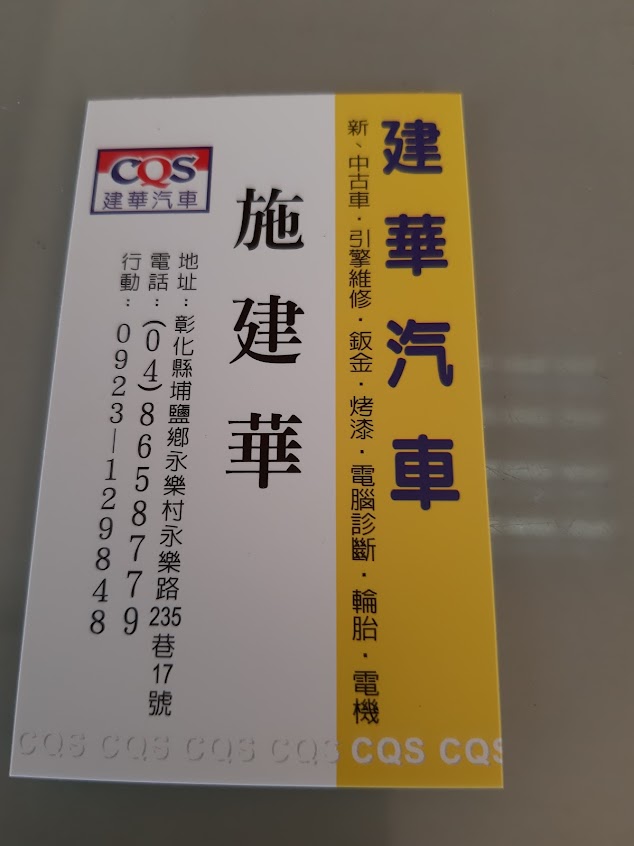 建華汽車
新、中古車．引擎維修．鈑金．烤漆．電腦診斷．輪胎．電機
施建華
CQS
建華汽車
地址：彰化縣埔鹽鄉永樂村永樂路235巷17號
電話：(04)8658779
行動：0923—129848
CQS CQS CQS CQS CQS CQS